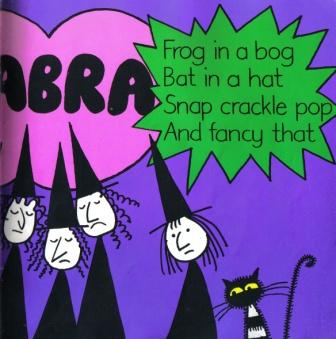 ABRA
Frog in a bog
Bat in a hat
Snap crackle pop
And fancy that